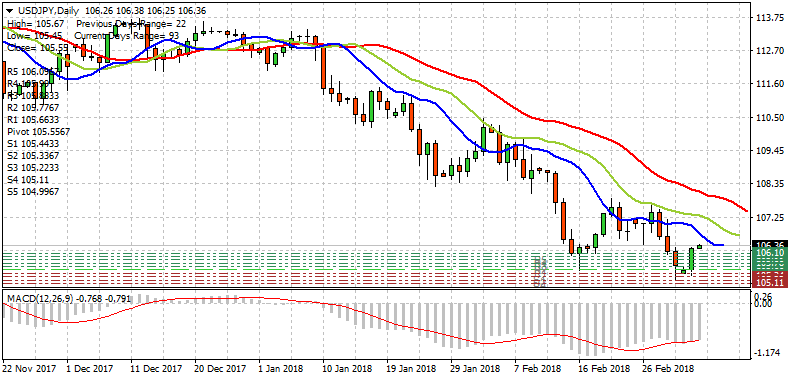 USDJPY,Daily 106.26 106.38 106.25 106.36
High= 105.67 Previous Days Range= 22
Low= 105.45 Current Days Range= 93
Close= 105.55
R2 105.7767
R1 105.6633
Pivot 105.5567
S1 105.4433
S2 105.3367
S3 105.2233
S4 105.11
S5 104.9967
113.75
112.70
111.60
110.50
109.45
108.35
107.25
106.36
106.10
105.11
MACD(12,26,9) -0.768 -0.791
0.26
0.00
-1.174
22 Nov 2017 1 Dec 2017 11 Dec 2017 20 Dec 2017 1 Jan 2018 10 Jan 2018 19 Jan 2018 29 Jan 2018 7 Feb 2018 16 Feb 2018 26 Feb 2018